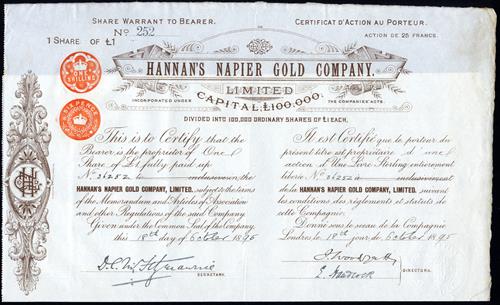 SHARE WARRANT TO BEARER.
CERTIFICAT D'ACTION AU PORTEUR.
No 252
1 SHARE OF £1
ACTION DE 25 FRANCS.
ONE SHILLING
HANNAN'S NAPIER GOLD COMPANY.
LIMITED
INCORPORATED UNDER THE COMPANIES' ACTS.
CAPITAL, £100,000.
DIVIDED INTO 100,000 ORDINARY SHARES OF £1 EACH.
SIX PENCE
This is to Certify that the
Bearer is the proprietor of One
Share of £1 fully paid up
No 36252 to inclusive in the
HANNAN'S NAPIER GOLD COMPANY, LIMITED, subject to the terms
of the Memorandum and Articles of Association
and other Regulations of the said Company
Given under the Common Seal of the Company
this 18th day of October 1895
SECRETARY.
Il est Certifié que le porteur du
présent titre est propriétaire d'une
action d'Une Livre Sterling entièrement
libérée No 36252 à inclusivement de la
HANNAN'S NAPIER GOLD COMPANY, LIMITED, suivant
les conditions des règlements et statuts de
cette Compagnie.
Donné sous le sceau de la Compagnie
Londres le 18 jour de October 1895
DIRECTORS.